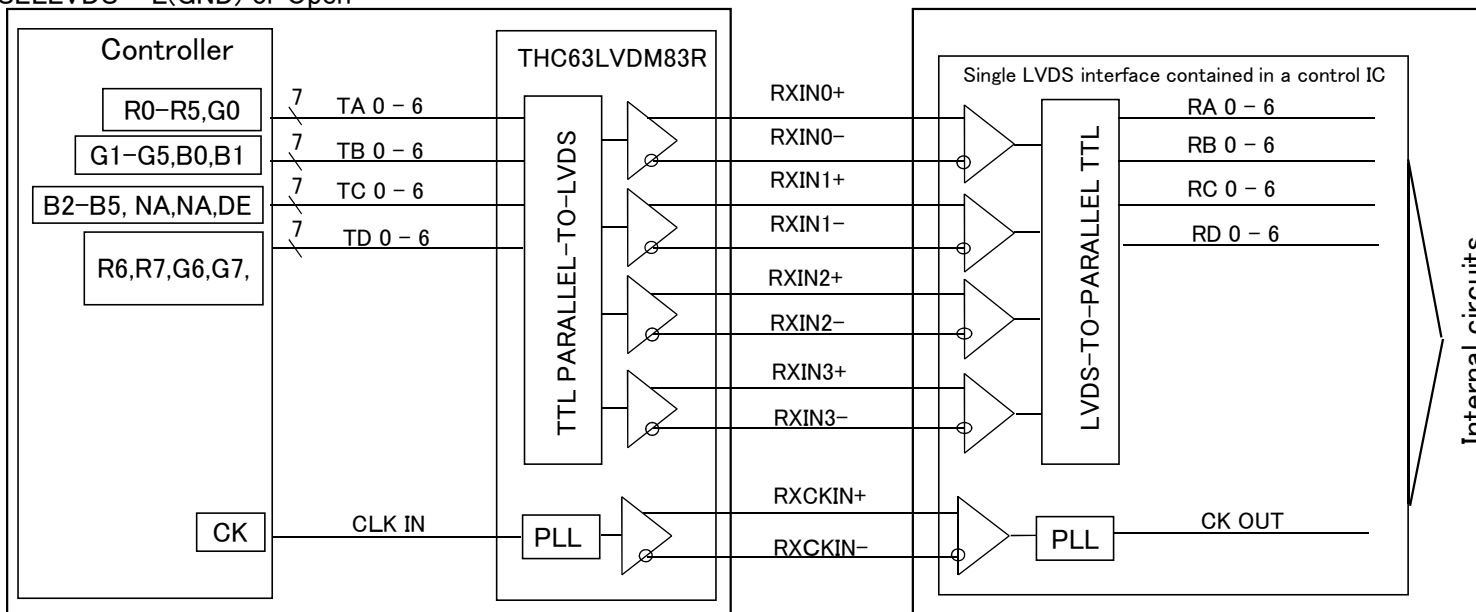 Controller
THC63LVDM83R
Single LVDS interface contained in a control IC
R0-R5,G0
7
TA 0 - 6
RXIN0+
RA 0 - 6
G1-G5,B0,B1
7
TB 0 - 6
RXIN0-
RB 0 - 6
B2-B5, NA,NA,DE
7
TC 0 - 6
RXIN1+
RC 0 - 6
R6,R7,G6,G7,
7
TD 0 - 6
RXIN1-
RD 0 - 6
TTL PARALLEL-TO-LVDS
RXIN2+
RXIN2-
RXIN3+
RXIN3-
LVDS-TO-PARALLEL TTL
Internal circuits
CK
CLK IN
PLL
RXCKIN+
RXCKIN-
PLL
CK OUT